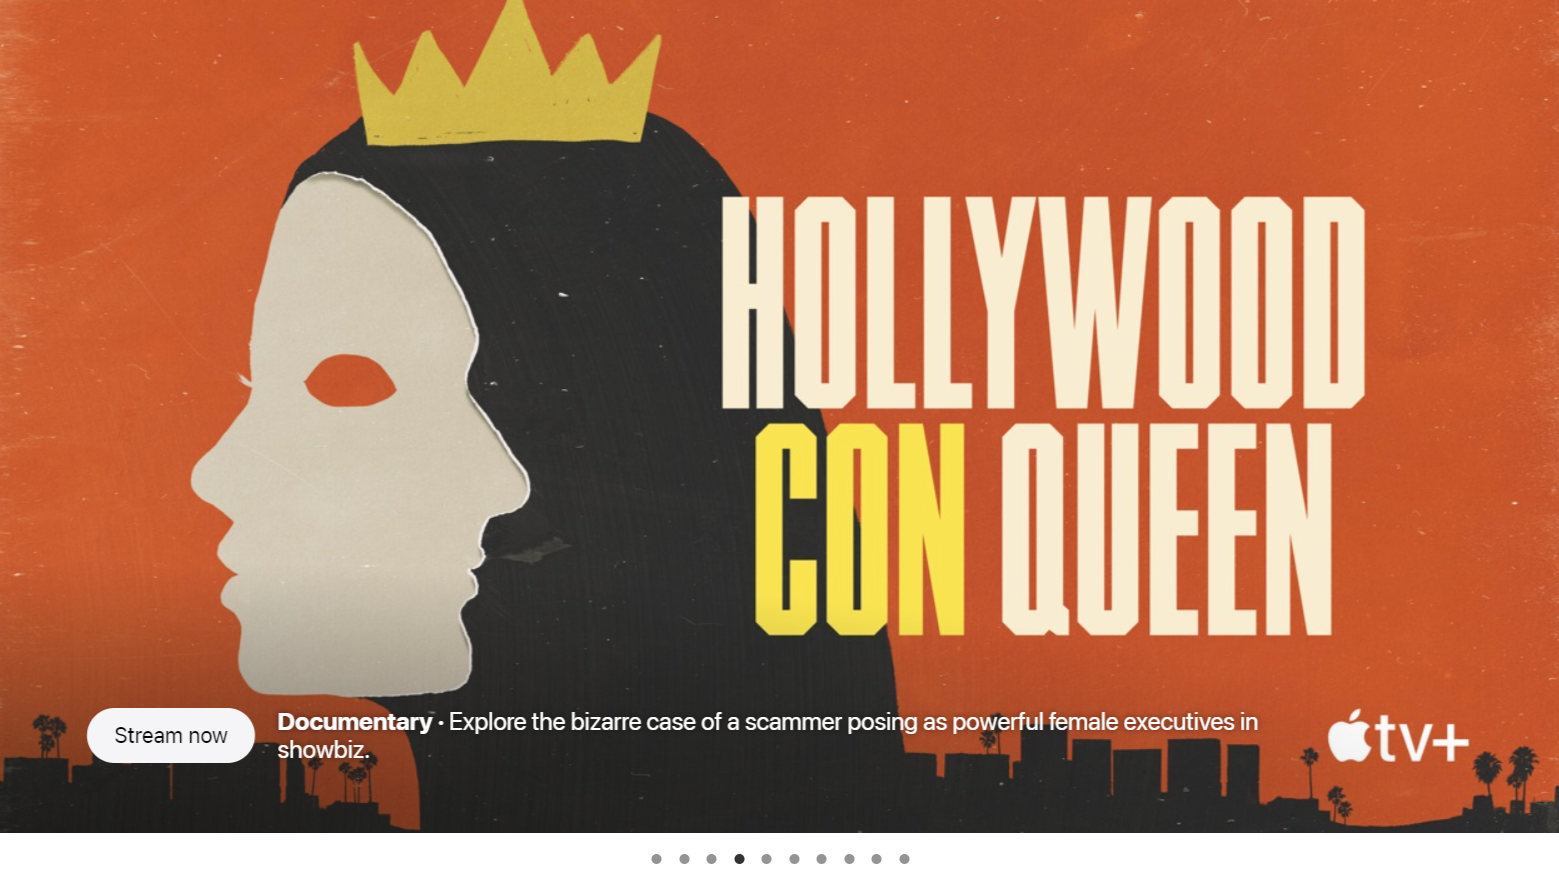 HOLLYWOOD
CON QUEEN
Stream now
Documentary · Explore the bizarre case of a scammer posing as powerful female executives in
showbiz.
tv+